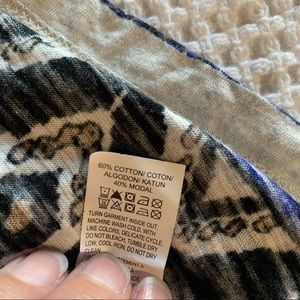 60% COTTON/ COTON/
ALGODON/ KATUN
40% MODAL
TURN GARMENT INSIDE OUT.
MACHINE WASH COLD, WITH
LIKE COLORS, DELICATE CYCLE.
DO NOT BLEACH, TUMBLE DRY
LOW, COOL IRON, DO NOT DRY
CLEAN